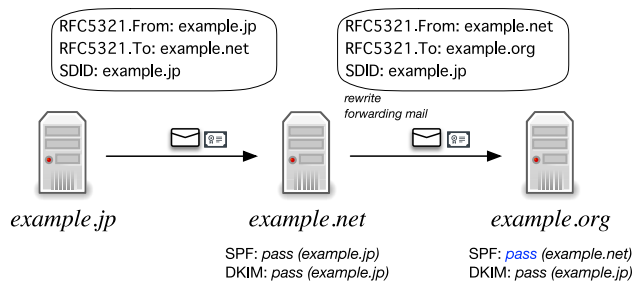 RFC5321.From: example.jp
RFC5321.To: example.net
SDID: example.jp
RFC5321.From: example.net
RFC5321.To: example.org
SDID: example.jp
rewrite
forwarding mail
example.jp
example.net
example.org
SPF: pass (example.jp)
DKIM: pass (example.jp)
SPF: pass (example.net)
DKIM: pass (example.jp)